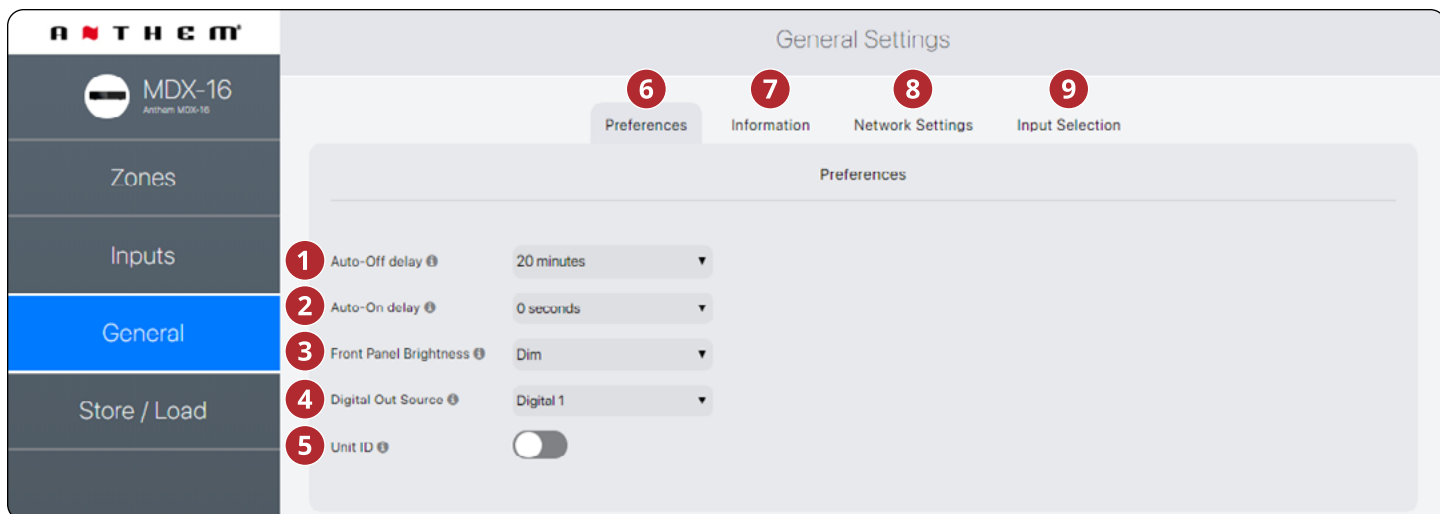 ANTHEM
General Settings
MDX-16
Anthem MDX-16
6
7
8
9
Preferences
Information
Network Settings
Input Selection
Zones
Preferences
Inputs
1 Auto-Off delay 20 minutes
2 Auto-On delay 0 seconds
General
3 Front Panel Brightness Dim
Store / Load
4 Digital Out Source Digital 1
5 Unit ID